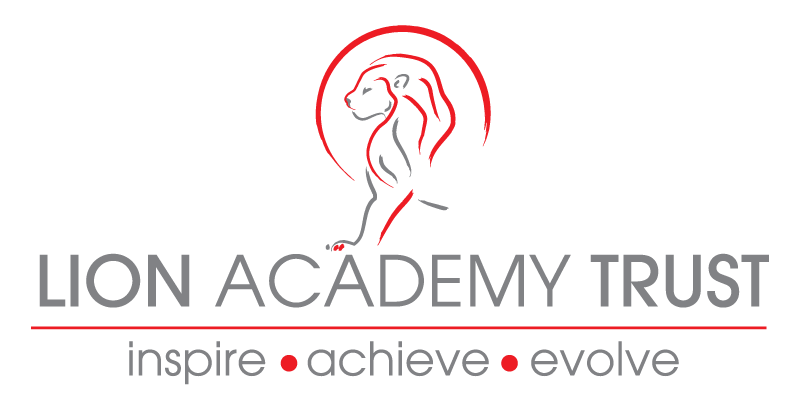 LION ACADEMY TRUST
inspire • achieve • evolve